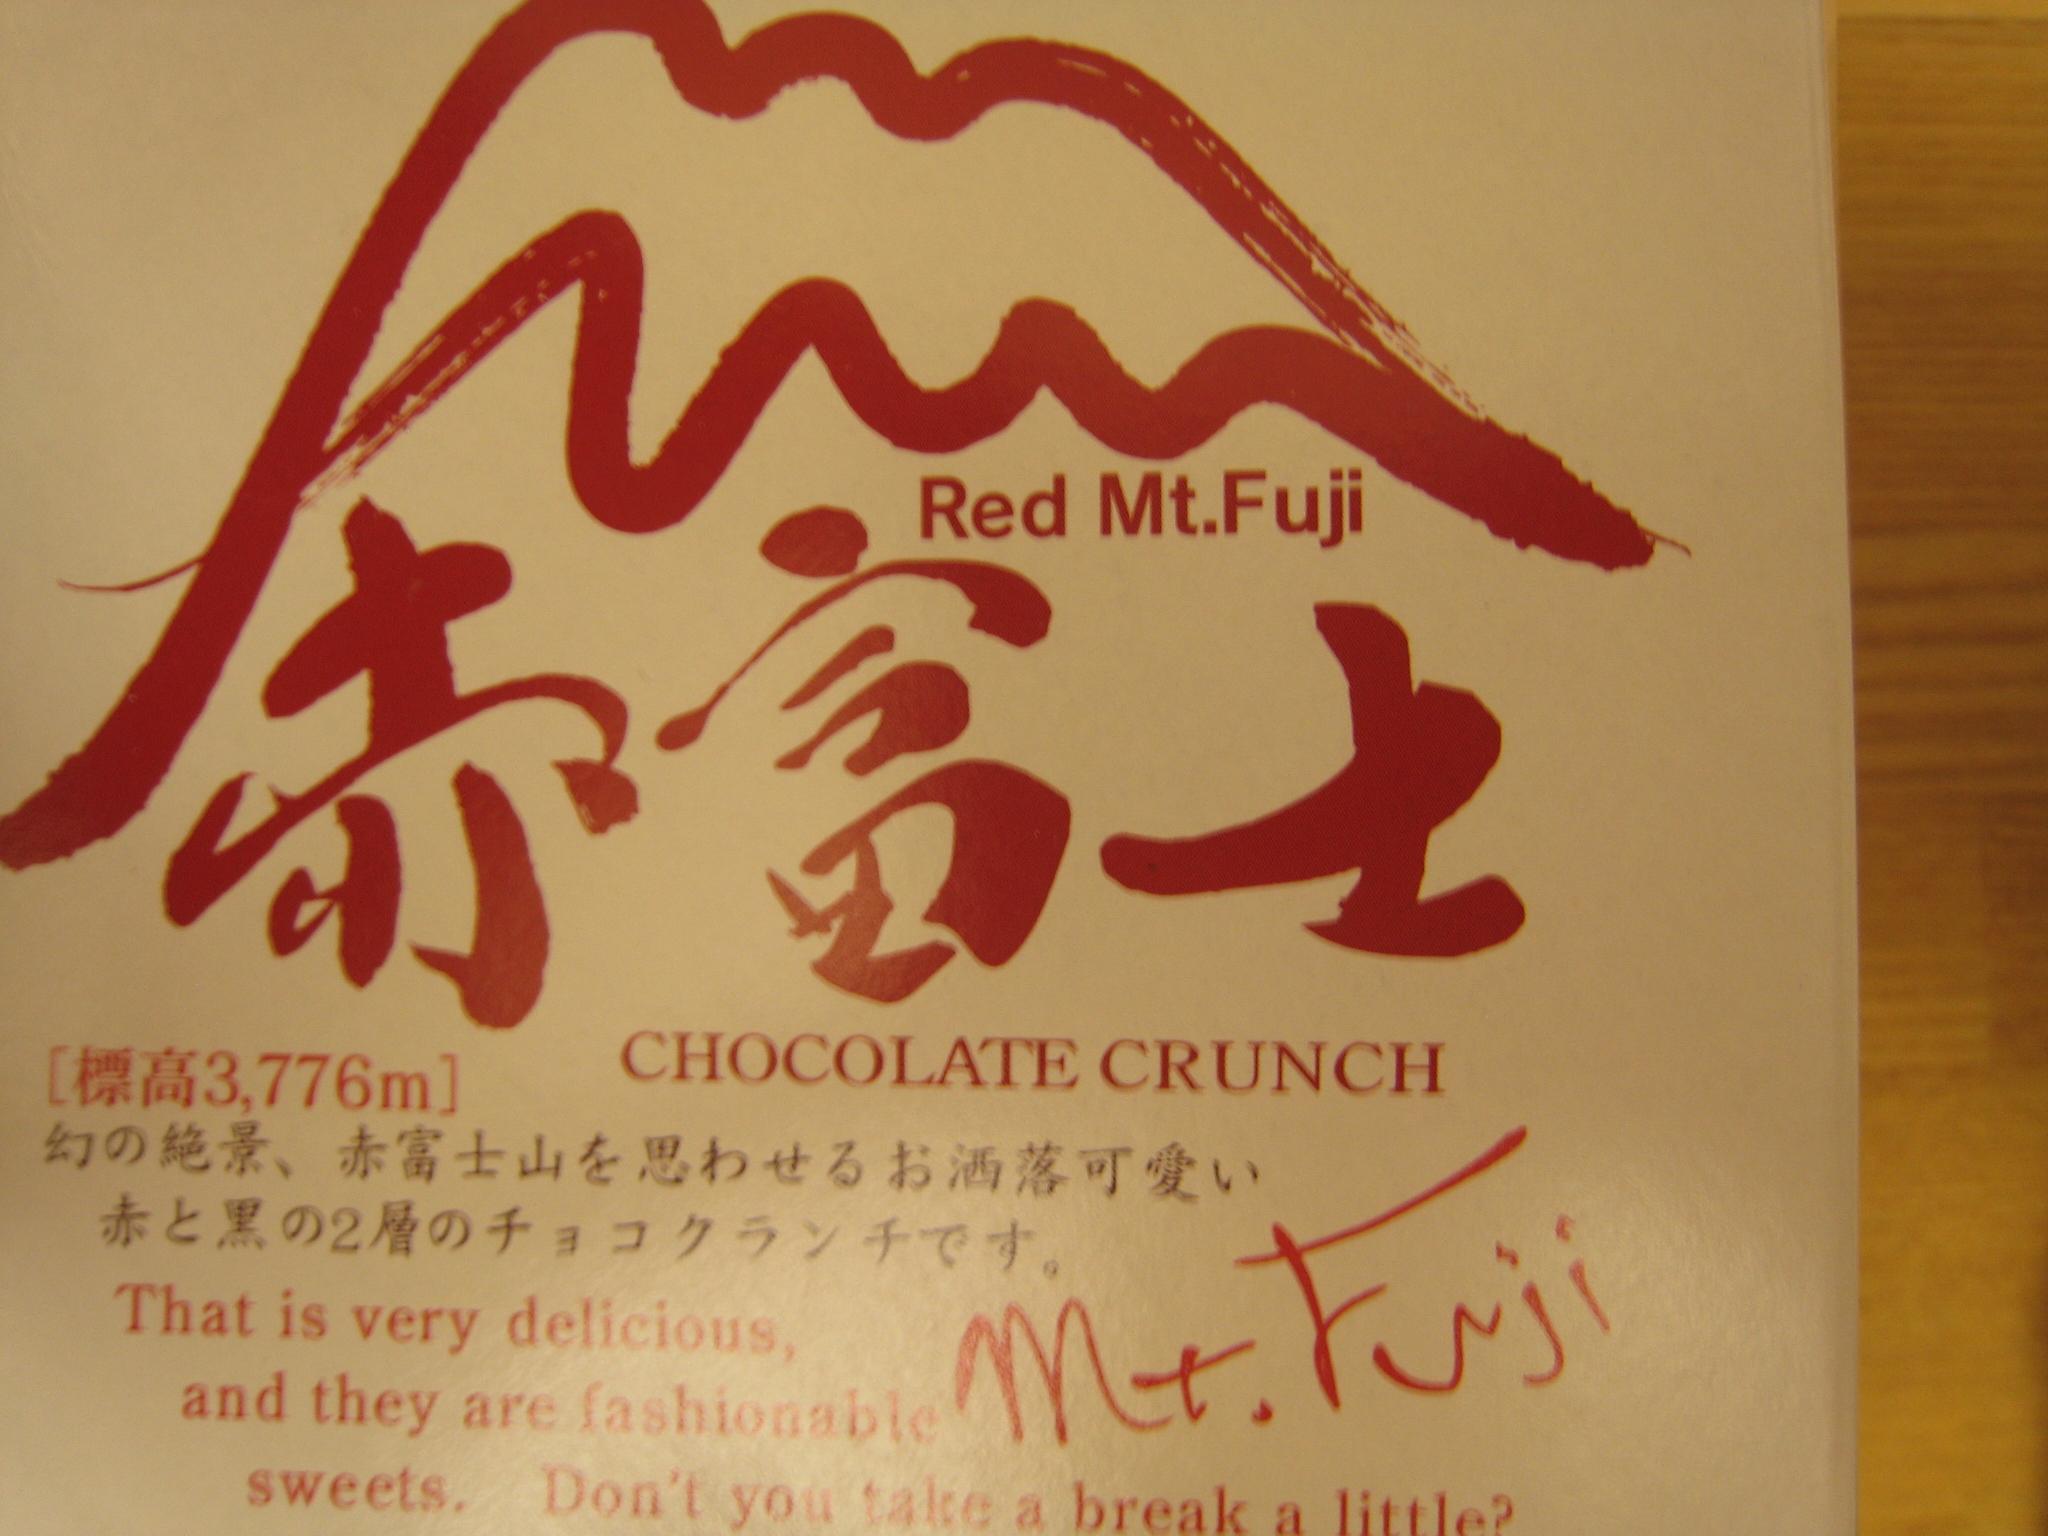 Red Mt.Fuji
赤富士
CHOCOLATE CRUNCH
[標高3,776m]
幻の絶景、赤富士山を思わせるお洒落可愛い
赤と黒の2層のチョコクランチです。
That is very delicious,
and they are fashionable
sweets. Don't you take a break a little?
Mt. Fuji